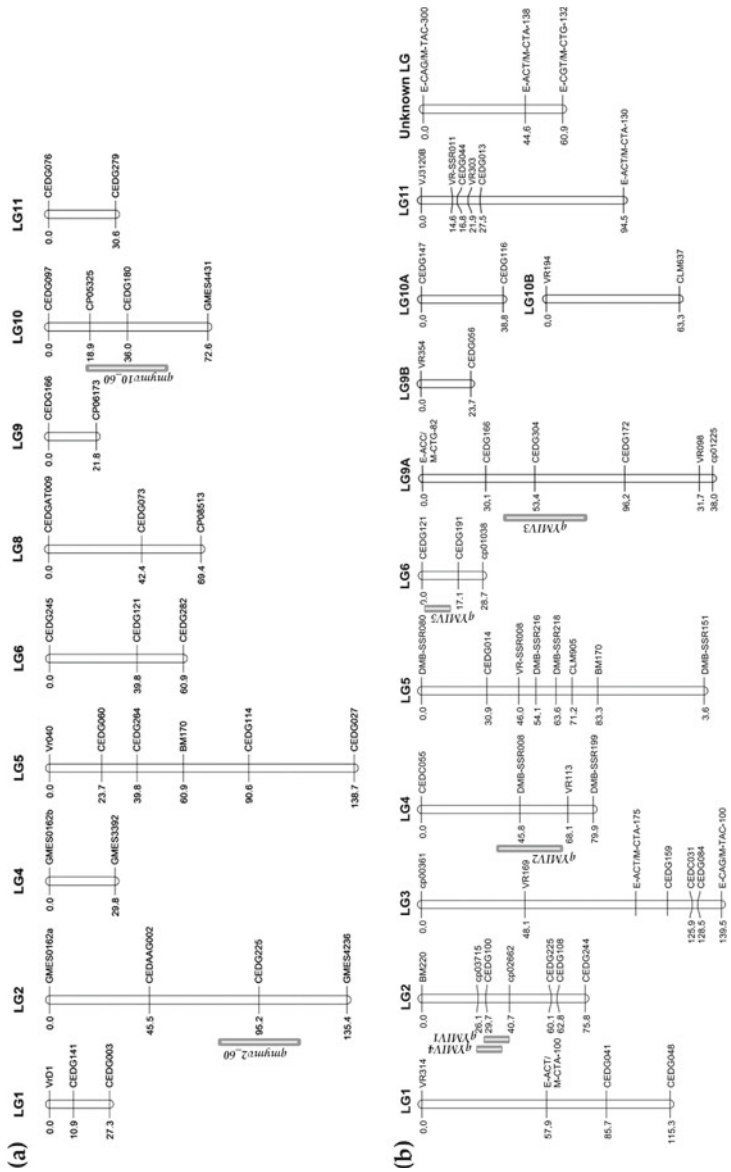 (a)
LG1
0.0 VrD1
10.9 CEDG141
27.3 CEDG003
LG2
0.0 GMES0162a
45.5 CEDAAG002
95.2 CEDG225
135.4 GMES4236
qmymv2_60
LG4
0.0 GMES0162b
29.8 GMES3392
LG5
0.0 Vr040
23.7 CEDG060
39.8 CEDG264
60.9 BM170
90.6 CEDG114
138.7 CEDG027
LG6
0.0 CEDG245
39.8 CEDG121
60.9 CEDG282
LG8
0.0 CEDGAT009
42.4 CEDG073
69.4 CP08513
LG9
0.0 CEDG166
21.8 CP06173
LG10
0.0 CEDG097
18.9 CP05325
36.0 CEDG180
72.6 GMES4431
qmymv10_60
LG11
0.0 CEDG076
30.6 CEDG279
(b)
LG1
0.0 VR314
57.9 E-ACT/
M-CTA-100
85.7 CEDG041
115.3 CEDG048
LG2
0.0 BM220
26.1 cp03715
29.7 CEDG100
40.7 cp02662
60.1 CEDG225
62.8 CEDG108
75.8 CEDG244
qYMIV4
qYMIV1
LG3
0.0 cp00361
48.1 VR169
E-ACT/M-CTA-175
CEDG159
125.9 CEDC031
128.5 CEDG084
139.5 E-CAG/M-TAC-100
LG4
0.0 CEDC055
45.8 DMB-SSR008
68.1 VR113
79.9 DMB-SSR199
qYMIV2
LG5
0.0 DMB-SSR080
30.9 CEDG014
46.0 VR-SSR008
54.1 DMB-SSR216
63.6 DMB-SSR218
71.2 CLM905
83.3 BM170
3.6 DMB-SSR151
LG6
0.0 CEDG121
17.1 CEDG191
28.7 cp01038
qYMIV5
LG9A
0.0 E-ACC/
M-CTG-82
30,1 CEDG166
53,4 CEDG304
96,2 CEDG172
31,7 VR098
38,0 cp01225
qYMIV3
LG9B
0.0 VR354
23,7 CEDG056
LG10A
0.0 CEDG147
38,8 CEDG116
LG10B
0,0 VR194
63,3 CLM637
LG11
0.0 VJ3120B
14,6 VR-SSR011
16,8 CEDG044
21,9 VR303
27,5 CEDG013
94,5 E-ACT/M-CTA-130
Unknown LG
0.0 E-CAG/M-TAC-300
44.6 E-ACT/M-CTA-138
60.9 E-CGT/M-CTG-132